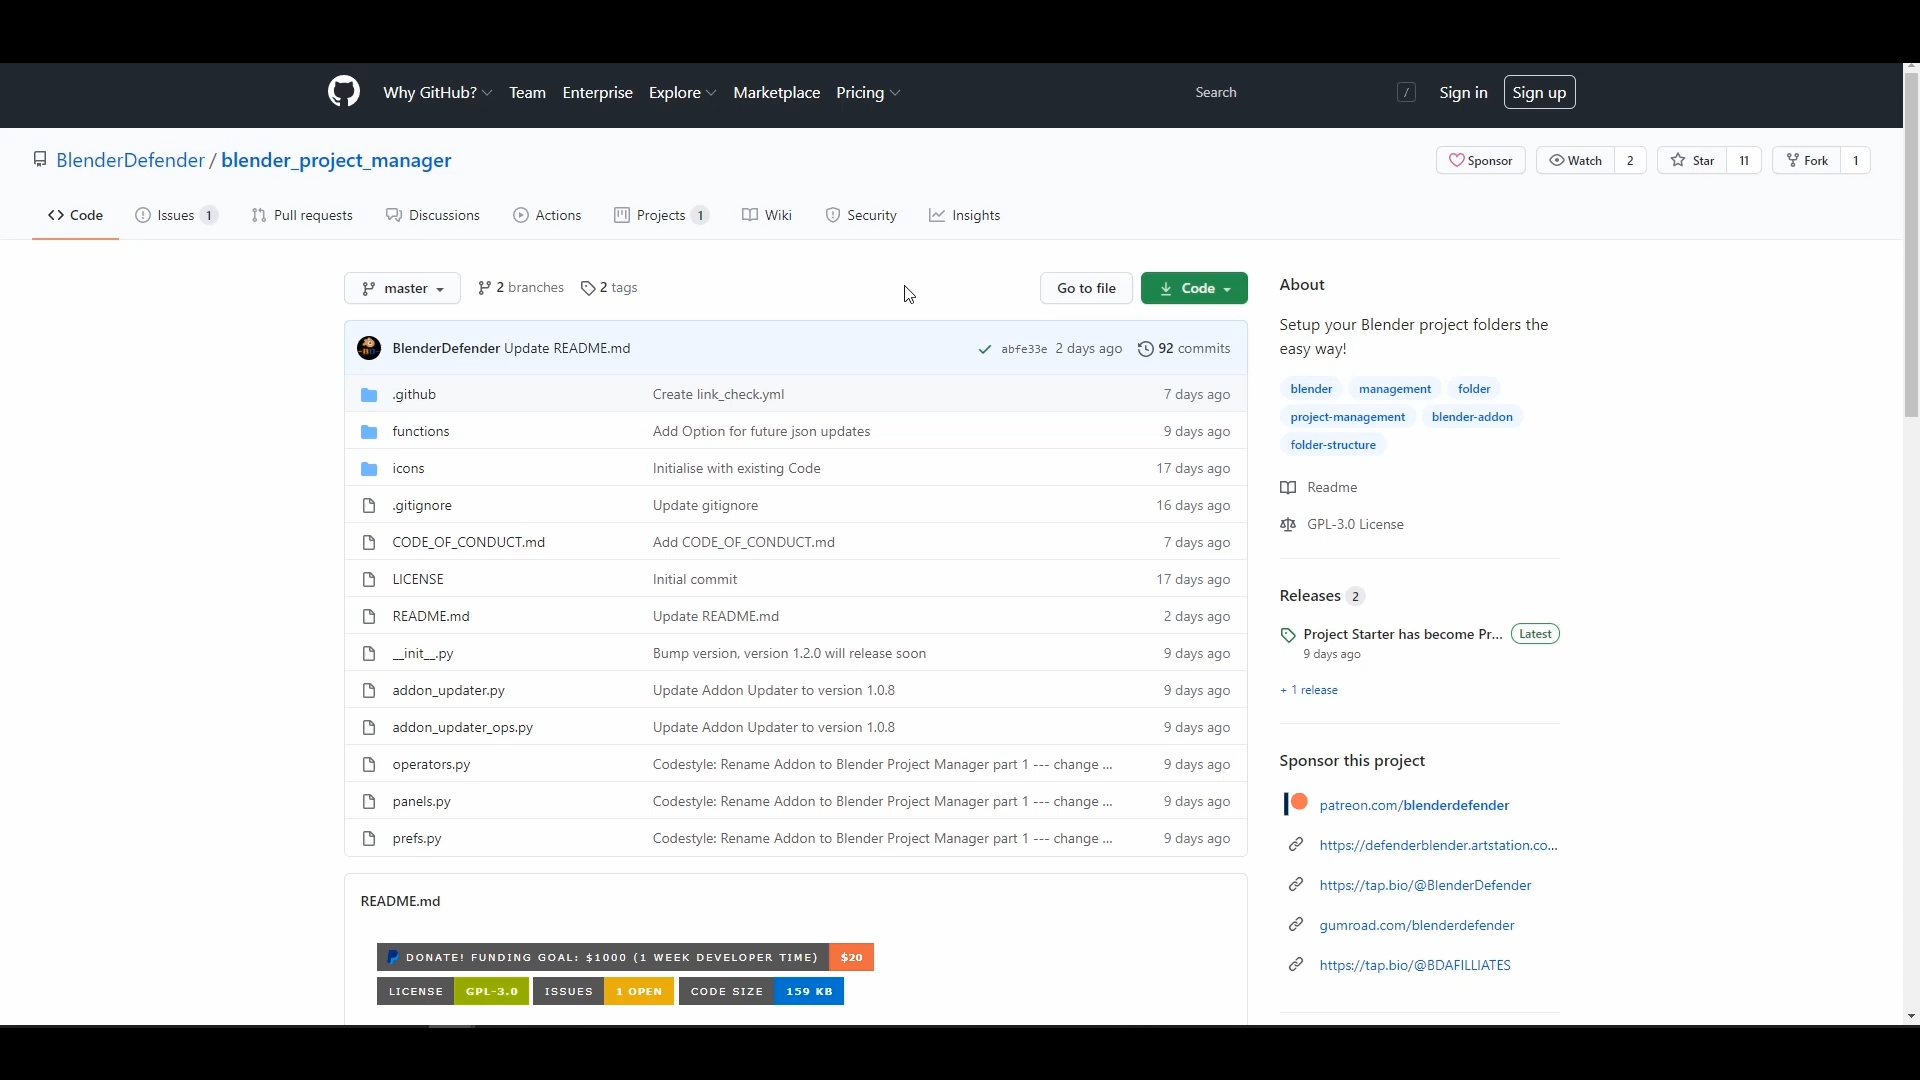 Why GitHub? Team Enterprise Explore Marketplace Pricing Search / Sign in Sign up
BlenderDefender / blender_project_manager Sponsor Watch 2 Star 11 Fork 1
Code Issues 1 Pull requests Discussions Actions Projects 1 Wiki Security Insights
master 2 branches 2 tags Go to file Code
BlenderDefender Update README.md abfe33e 2 days ago 92 commits
.github Create link_check.yml 7 days ago
functions Add Option for future json updates 9 days ago
icons Initialise with existing Code 17 days ago
.gitignore Update gitignore 16 days ago
CODE_OF_CONDUCT.md Add CODE_OF_CONDUCT.md 7 days ago
LICENSE Initial commit 17 days ago
README.md Update README.md 2 days ago
__init__.py Bump version, version 1.2.0 will release soon 9 days ago
addon_updater.py Update Addon Updater to version 1.0.8 9 days ago
addon_updater_ops.py Update Addon Updater to version 1.0.8 9 days ago
operators.py Codestyle: Rename Addon to Blender Project Manager part 1 --- change ... 9 days ago
panels.py Codestyle: Rename Addon to Blender Project Manager part 1 --- change ... 9 days ago
prefs.py Codestyle: Rename Addon to Blender Project Manager part 1 --- change ... 9 days ago
README.md
DONATE! FUNDING GOAL: $1000 (1 WEEK DEVELOPER TIME) $20
LICENSE GPL-3.0 ISSUES 1 OPEN CODE SIZE 159 KB
About
Setup your Blender project folders the
easy way!
blender management folder
project-management blender-addon
folder-structure
Readme
GPL-3.0 License
Releases 2
Project Starter has become Pr... Latest
9 days ago
+ 1 release
Sponsor this project
patreon.com/blenderdefender
https://defenderblender.artstation.co...
https://tap.bio/@BlenderDefender
gumroad.com/blenderdefender
https://tap.bio/@BDAFILLIATES